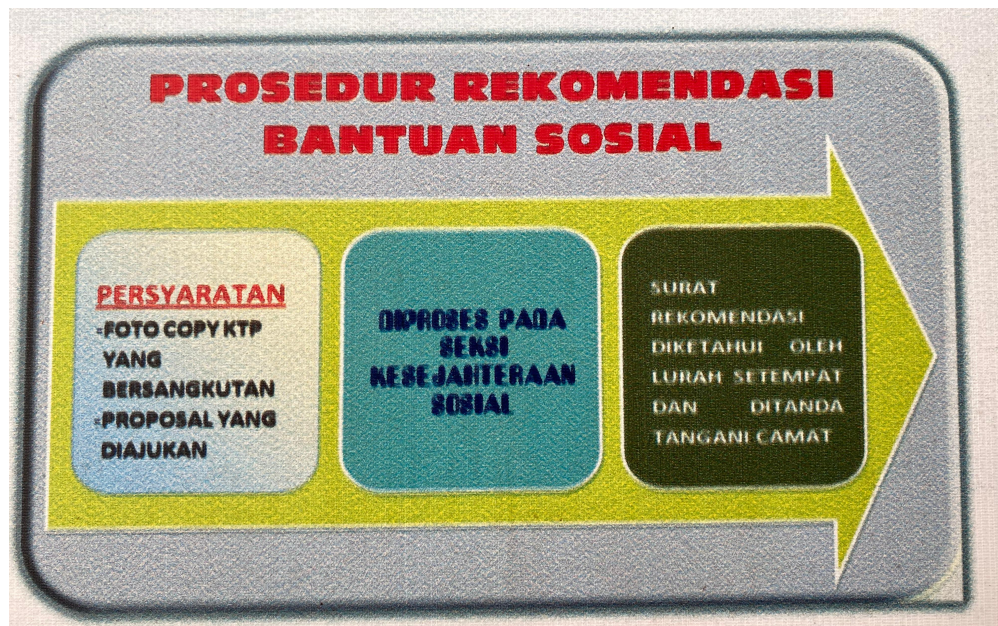 PROSEDUR REKOMENDASI
BANTUAN SOSIAL
PERSYARATAN
-FOTO COPY KTP
YANG
BERSANGKUTAN
-PROPOSAL YANG
DIAJUKAN
DIPROSES PADA
SEKSI
KESEJAHTERAAN
SOSIAL
SURAT
REKOMENDASI
DIKETAHUI OLEH
LURAH SETEMPAT
DAN DITANDA
TANGANI CAMAT